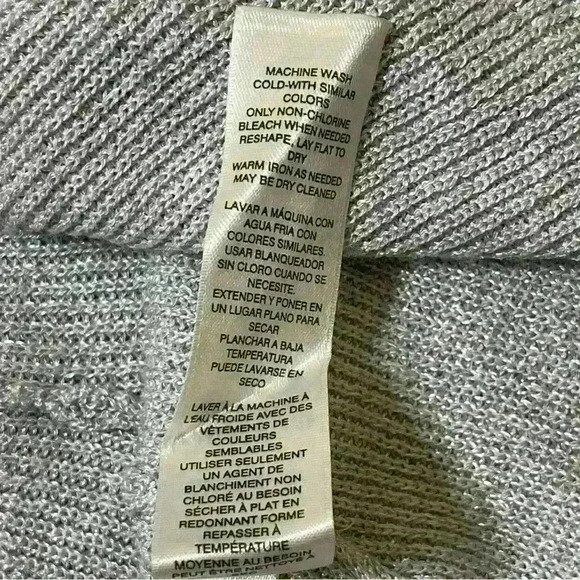 MACHINE WASH
COLD-WITH SIMILAR
COLORS
ONLY NON-CHLORINE
BLEACH WHEN NEEDED
RESHAPE, LAY FLAT TO
DRY
WARM IRON AS NEEDED
MAY BE DRY CLEANED
LAVAR A MÁQUINA CON
AGUA FRIA CON
COLORES SIMILARES.
USAR BLANQUEADOR
SIN CLORO CUANDO SE
NECESITE.
EXTENDER Y PONER EN
UN LUGAR PLANO PARA
SECAR
PLANCHAR A BAJA
TEMPERATURA
PUEDE LAVARSE EN
SECO
LAVER À LA MACHINE À
L'EAU FROIDE AVEC DES
VÊTEMENTS DE
COULEURS
SEMBLABLES
UTILISER SEULEMENT
UN AGENT DE
BLANCHIMENT NON
CHLORÉ AU BESOIN
SÉCHER À PLAT EN
REDONNANT FORME
REPASSER À
TEMPÉRATURE
MOYENNE AU BESOIN
PEUT ÊTRE NETTOYÉ